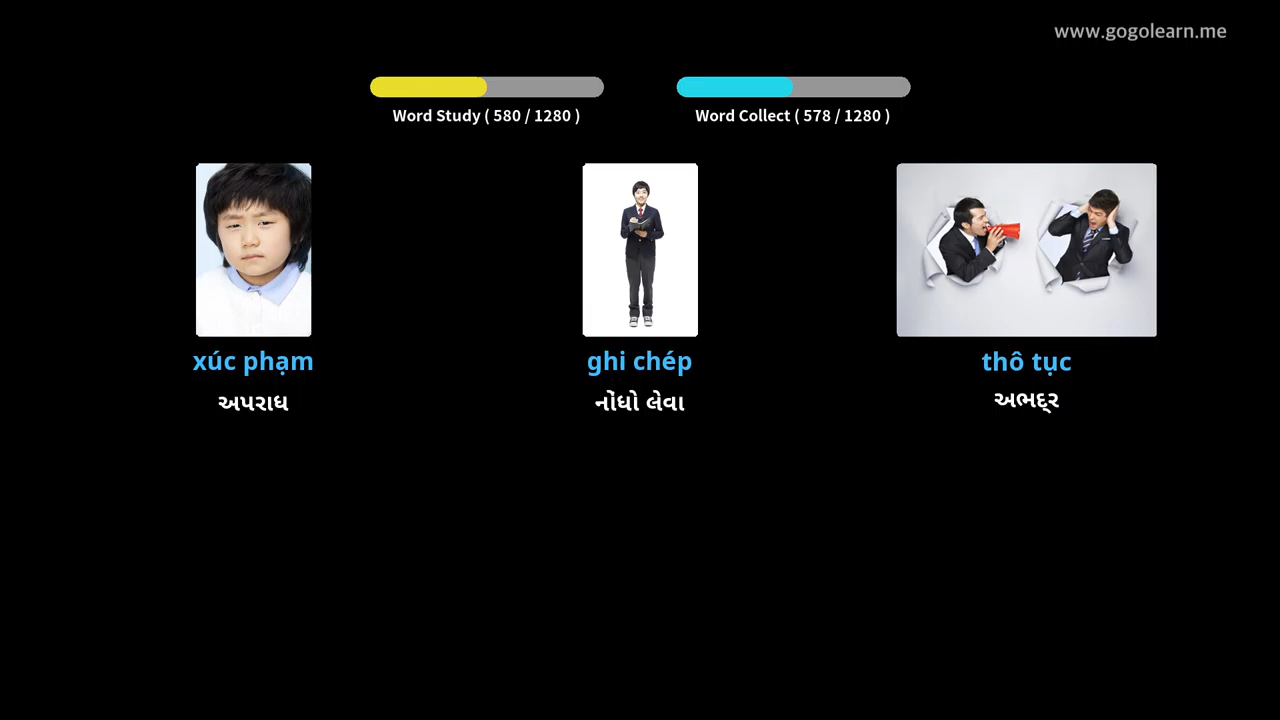 www.gogolearn.me
Word Study ( 580 / 1280 )
Word Collect ( 578 / 1280 )
xúc phạm
ghi chép
thô tục
અપરાધ
નોંધો લેવા
અભદ્ર